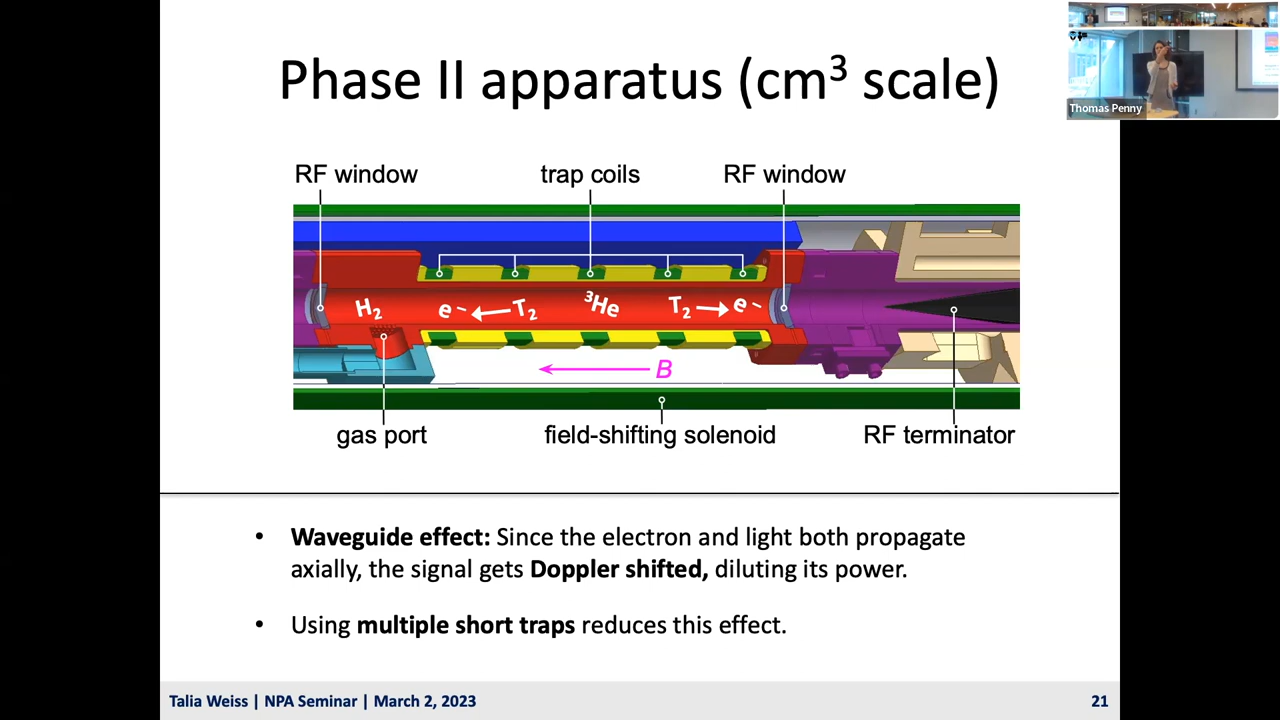 Phase II apparatus (cm³ scale)
Thomas Penny
RF window
trap coils
RF window
H₂
e⁻
T₂
³He
T₂
e⁻
B
gas port
field-shifting solenoid
RF terminator
• Waveguide effect: Since the electron and light both propagate
axially, the signal gets Doppler shifted, diluting its power.
• Using multiple short traps reduces this effect.
Talia Weiss | NPA Seminar | March 2, 2023
21